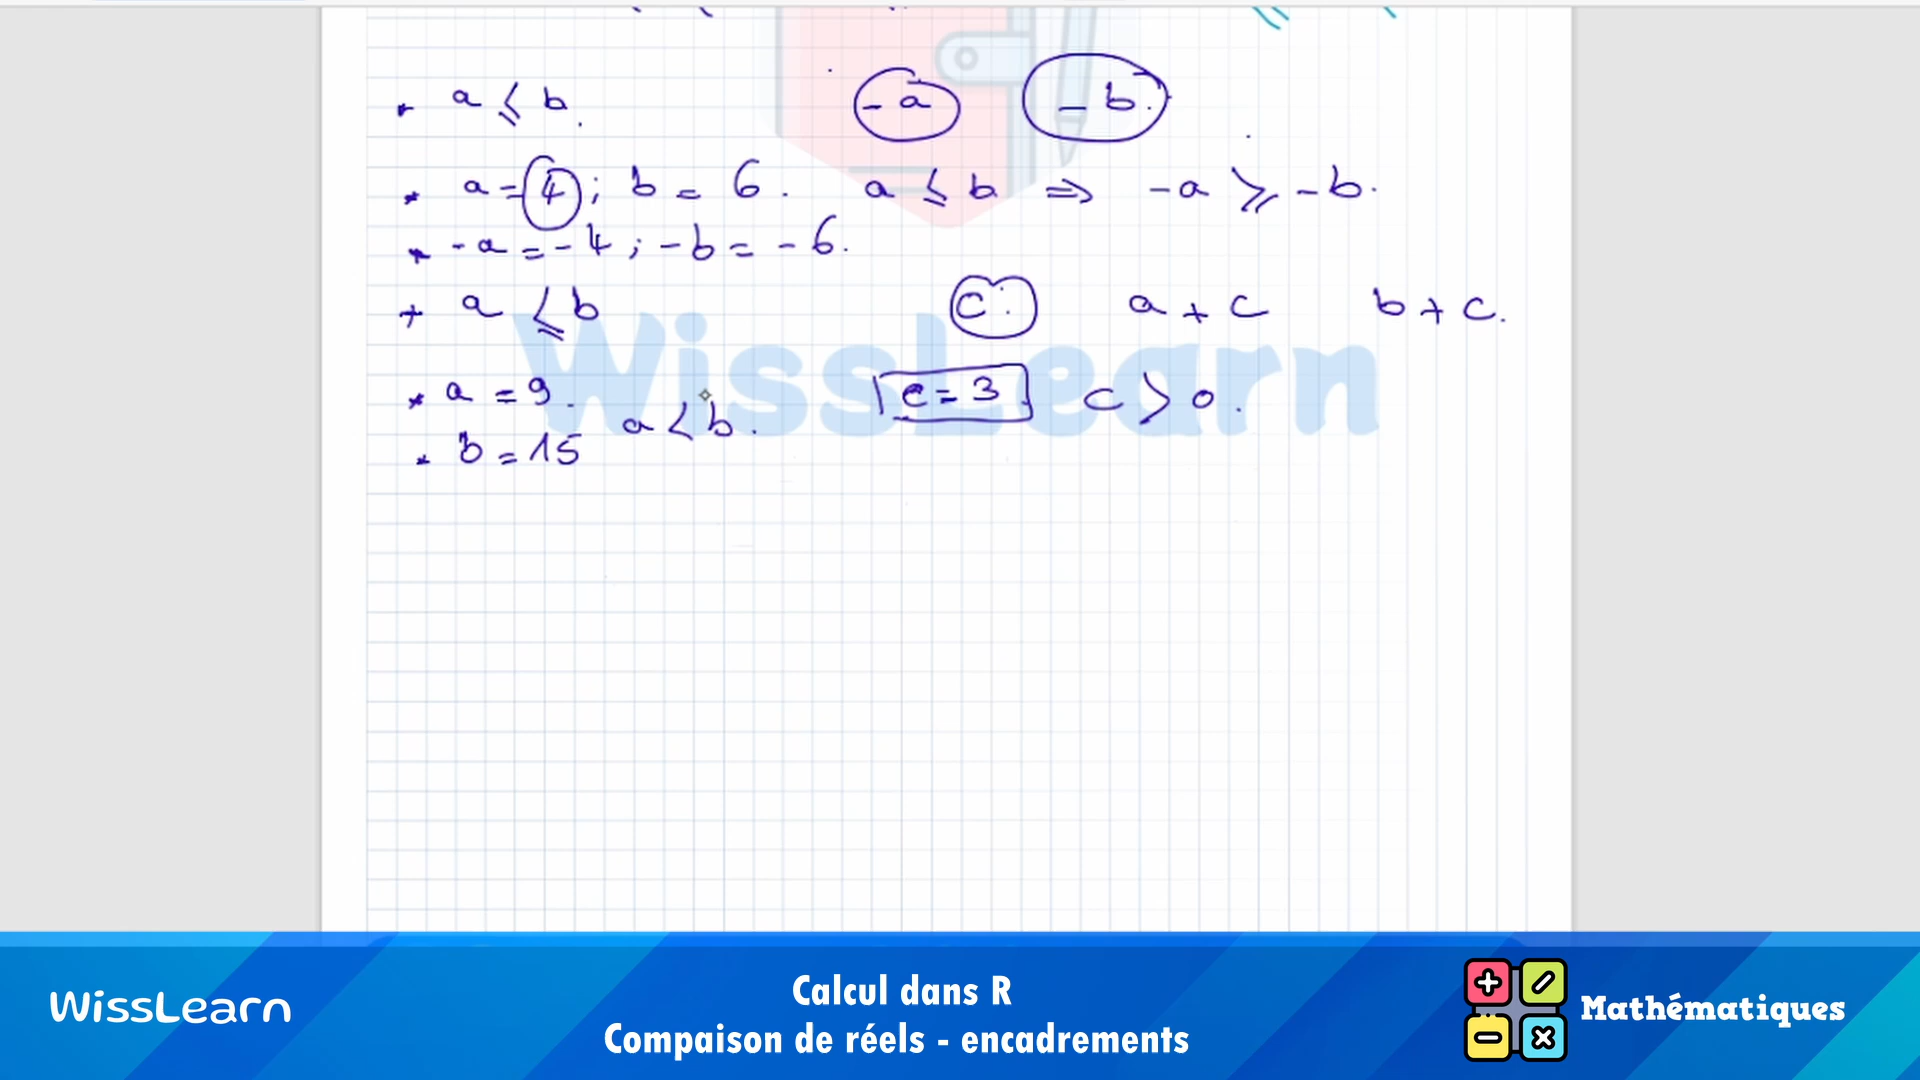 * a ⩽ b. -a - b.
* a = 4 ; b = 6. a ⩽ b ⇒ -a ⩾ -b.
* -a = -4 ; -b = -6.
+ a ⩽ b c: a + c b + c.
WissLearn
* a = 9. a < b. c = 3 c > 0.
* b = 15
WissLearn
Calcul dans R
Compaison de réels - encadrements
Mathématiques